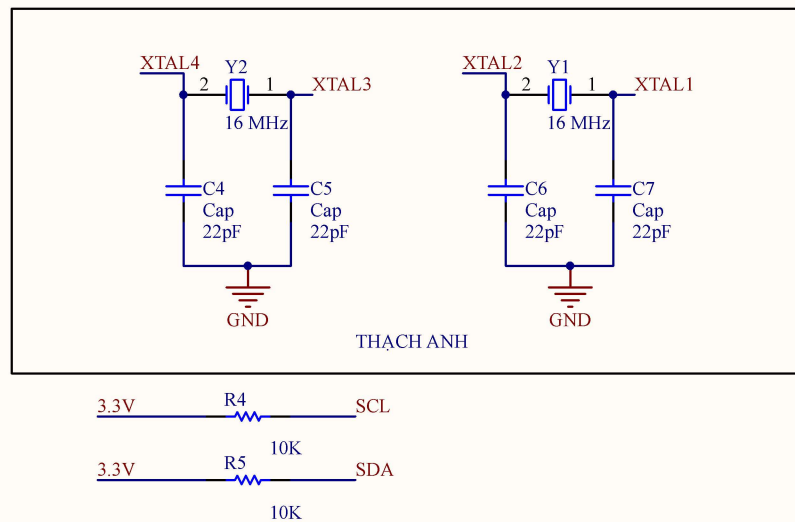 XTAL4
Y2
2
1
XTAL3
16 MHz
C4
Cap
22pF
C5
Cap
22pF
GND
XTAL2
Y1
2
1
XTAL1
16 MHz
C6
Cap
22pF
C7
Cap
22pF
GND
THẠCH ANH
3.3V
R4
SCL
10K
3.3V
R5
SDA
10K